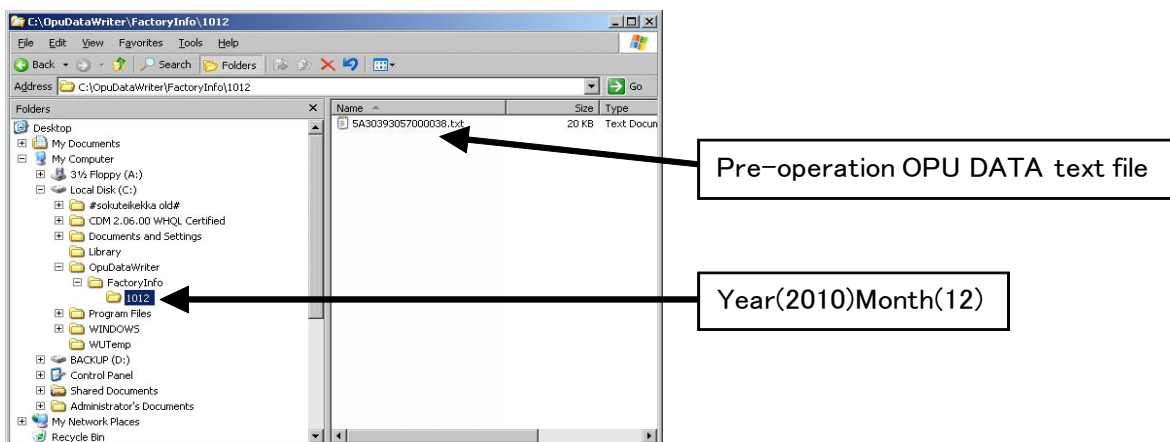 C:\OpuDataWriter\FactoryInfo\1012
File Edit View Favorites Tools Help
Back Search Folders
Address C:\OpuDataWriter\FactoryInfo\1012 Go
Folders
Desktop
My Documents
My Computer
3½ Floppy (A:)
Local Disk (C:)
#sokuteikekka old#
CDM 2.06.00 WHQL Certified
Documents and Settings
Library
OpuDataWriter
FactoryInfo
1012
Program Files
WINDOWS
WUTemp
BACKUP (D:)
Control Panel
Shared Documents
Administrator's Documents
My Network Places
Recycle Bin
Name Size Type
5A30393057000038.txt 20 KB Text Docun
Pre-operation OPU DATA text file
Year(2010)Month(12)